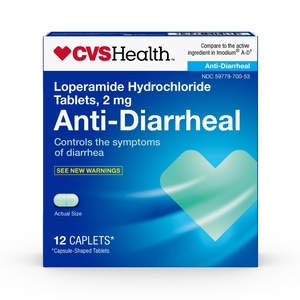 CVSHealth.
Compare to the active
ingredient in Imodium® A-D†
Anti-Diarrheal
NDC 59779-700-53
Loperamide Hydrochloride
Tablets, 2 mg
Anti-Diarrheal
Controls the symptoms
of diarrhea
SEE NEW WARNINGS
Actual Size
12 CAPLETS*
*Capsule-Shaped Tablets